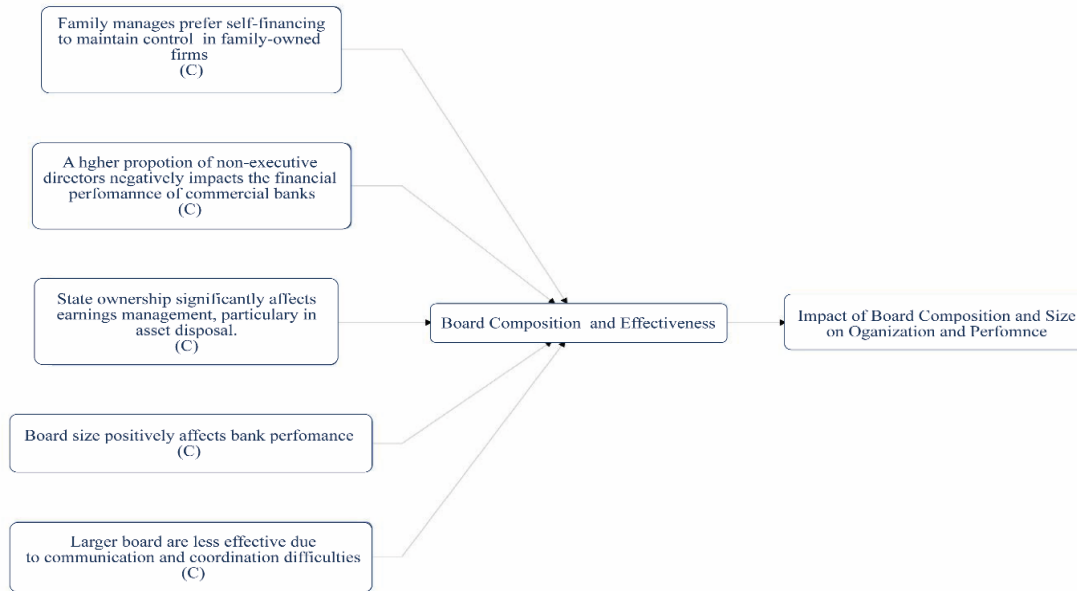 Family manages prefer self-financing
to maintain control in family-owned
firms
(C)
A hgher propotion of non-executive
directors negatively impacts the financial
perfomannce of commercial banks
(C)
State ownership significantly affects
earnings management, particulary in
asset disposal.
(C)
Board size positively affects bank perfomance
(C)
Larger board are less effective due
to communication and coordination difficulties
(C)
Board Composition and Effectiveness
Impact of Board Composition and Size
on Oganization and Perfomnce